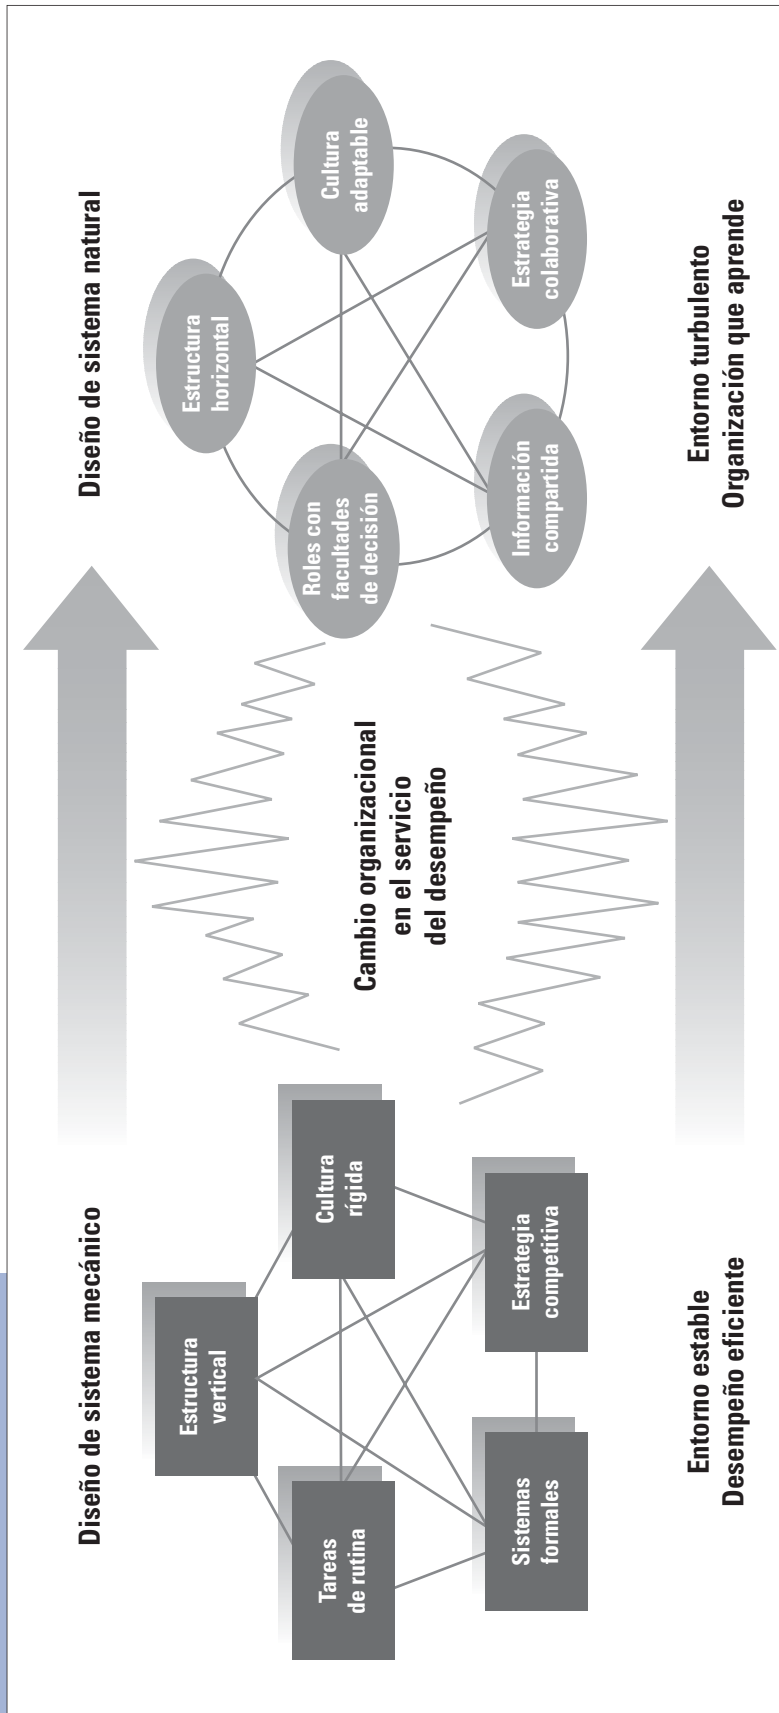 Diseño de sistema mecánico
Estructura
vertical
Cultura
rígida
Tareas
de rutina
Estrategia
competitiva
Sistemas
formales
Entorno estable
Desempeño eficiente
Cambio organizacional
en el servicio
del desempeño
Diseño de sistema natural
Estructura
horizontal
Cultura
adaptable
Roles con
facultades
de decisión
Estrategia
colaborativa
Información
compartida
Entorno turbulento
Organización que aprende